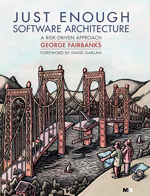 JUST ENOUGH
SOFTWARE ARCHITECTURE
A RISK-DRIVEN APPROACH
GEORGE FAIRBANKS
FOREWORD BY DAVID GARLAN